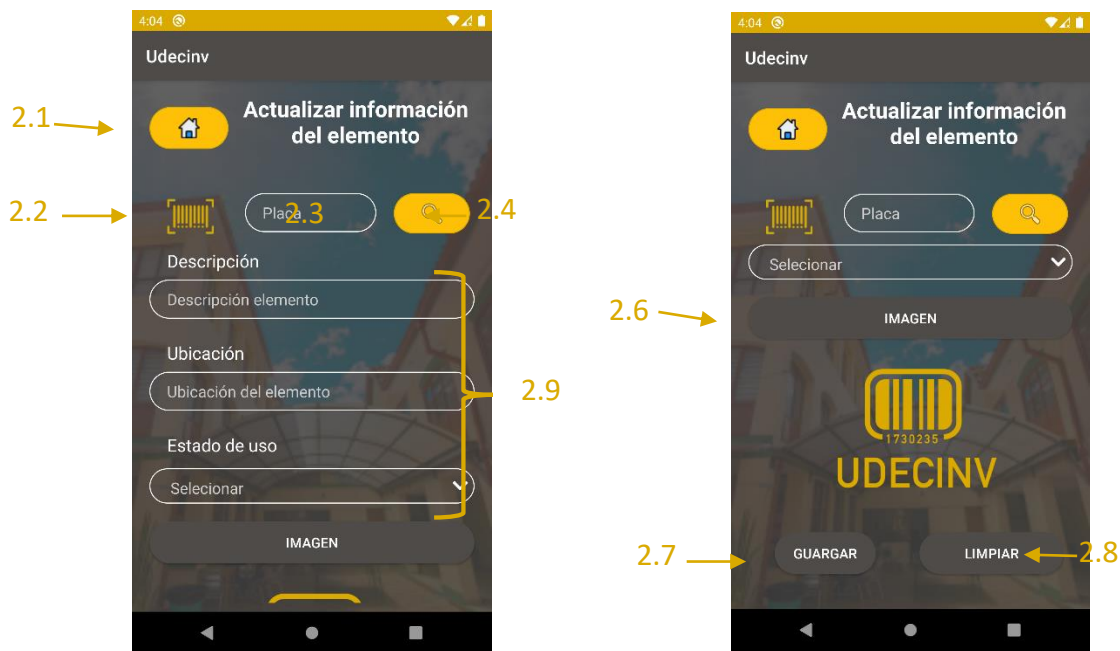 4:04
Udecinv
2.1
Actualizar información
del elemento
2.2
Placa
2.3
2.4
Descripción
Descripción elemento
Ubicación
Ubicación del elemento
2.9
Estado de uso
Selecionar
IMAGEN
4:04
Udecinv
Actualizar información
del elemento
Placa
Selecionar
2.6
IMAGEN
1730235
UDECINV
2.7
GUARGAR
LIMPIAR
2.8